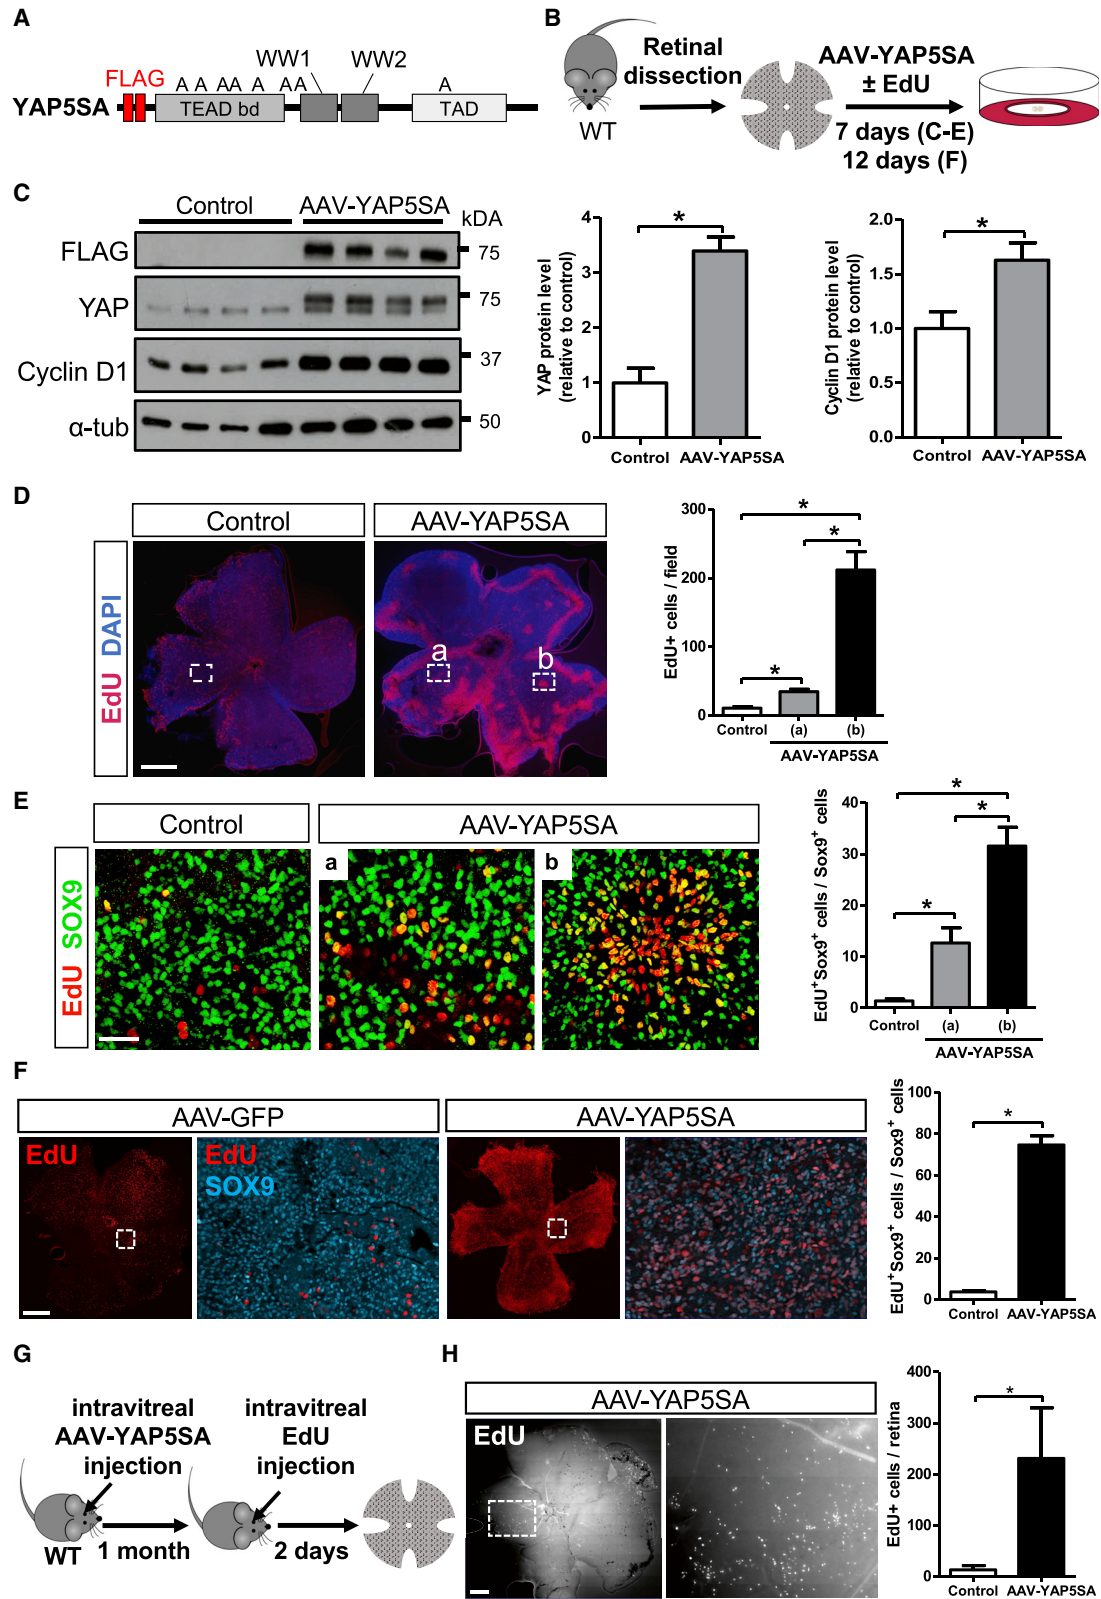 A
FLAG
A A AA A AA A
WW1
WW2
YAP5SA
TEAD bd
TAD
B
WT
Retinal
dissection
AAV-YAP5SA
± EdU
7 days (C-E)
12 days (F)
C
Control
AAV-YAP5SA
kDA
FLAG
75
YAP
75
Cyclin D1
37
α-tub
50
YAP protein level
(relative to control)
4
3
2
1
0
*
Control
AAV-YAP5SA
Cyclin D1 protein level
(relative to control)
2.0
1.5
1.0
0.5
0.0
*
Control
AAV-YAP5SA
D
EdU DAPI
Control
AAV-YAP5SA
a
b
EdU+ cells / field
300
200
100
0
*
*
*
Control
(a)
(b)
AAV-YAP5SA
E
EdU SOX9
Control
AAV-YAP5SA
a
b
EdU+Sox9+ cells / Sox9+ cells
40
30
20
10
0
*
*
*
Control
(a)
(b)
AAV-YAP5SA
F
AAV-GFP
AAV-YAP5SA
EdU
EdU
SOX9
EdU+Sox9+ cells / Sox9+ cells
100
80
60
40
20
0
*
Control
AAV-YAP5SA
G
intravitreal
AAV-YAP5SA
injection
WT
1 month
intravitreal
EdU
injection
2 days
H
AAV-YAP5SA
EdU
EdU+ cells / retina
400
300
200
100
0
*
Control
AAV-YAP5SA